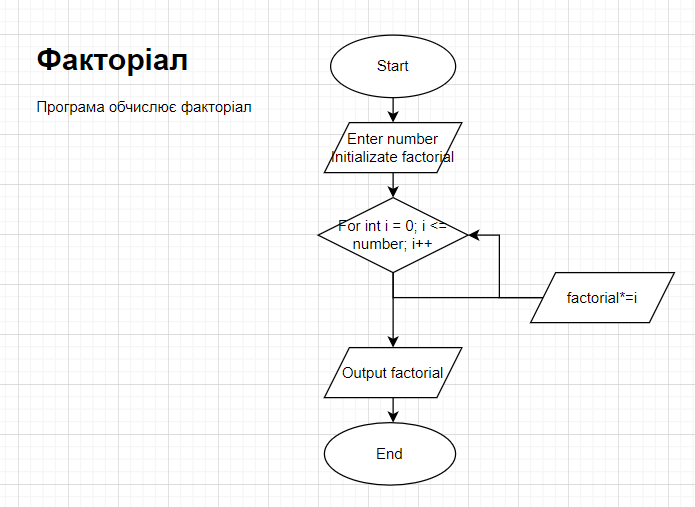 Факторіал
Програма обчислює факторіал
Start
Enter number
Initializate factorial
For int i = 0; i <=
number; i++
factorial*=i
Output factorial
End